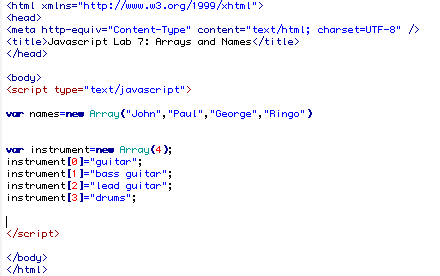 <html xmlns="http://www.w3.org/1999/xhtml">
<head>
<meta http-equiv="Content-Type" content="text/html; charset=UTF-8" />
<title>Javascript Lab 7: Arrays and Names</title>
</head>
<body>
<script type="text/javascript">
var names=new Array("John","Paul","George","Ringo")
var instrument=new Array(4);
instrument[0]="guitar";
instrument[1]="bass guitar";
instrument[2]="lead guitar";
instrument[3]="drums";
</script>
</body>
</html>